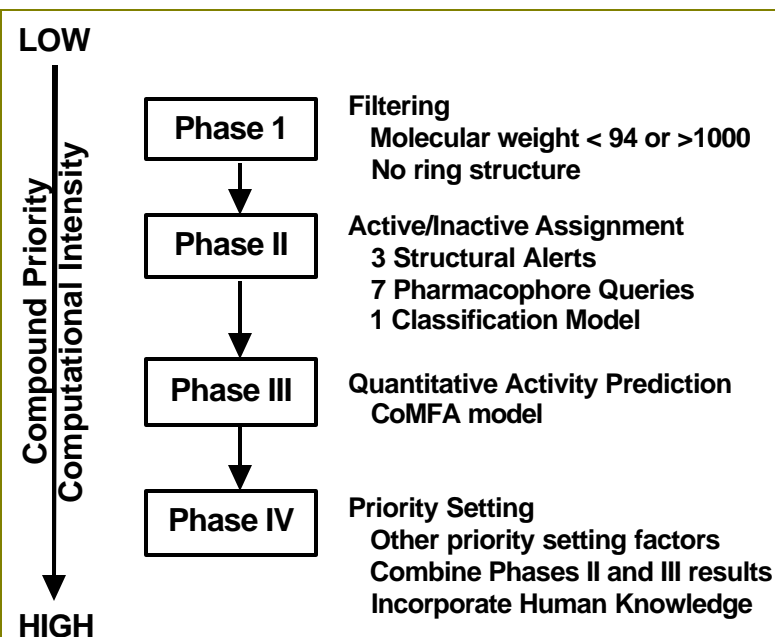 LOW
Compound Priority
Computational Intensity
HIGH
Phase 1
Filtering
Molecular weight < 94 or >1000
No ring structure
Phase II
Active/Inactive Assignment
3 Structural Alerts
7 Pharmacophore Queries
1 Classification Model
Phase III
Quantitative Activity Prediction
CoMFA model
Phase IV
Priority Setting
Other priority setting factors
Combine Phases II and III results
Incorporate Human Knowledge